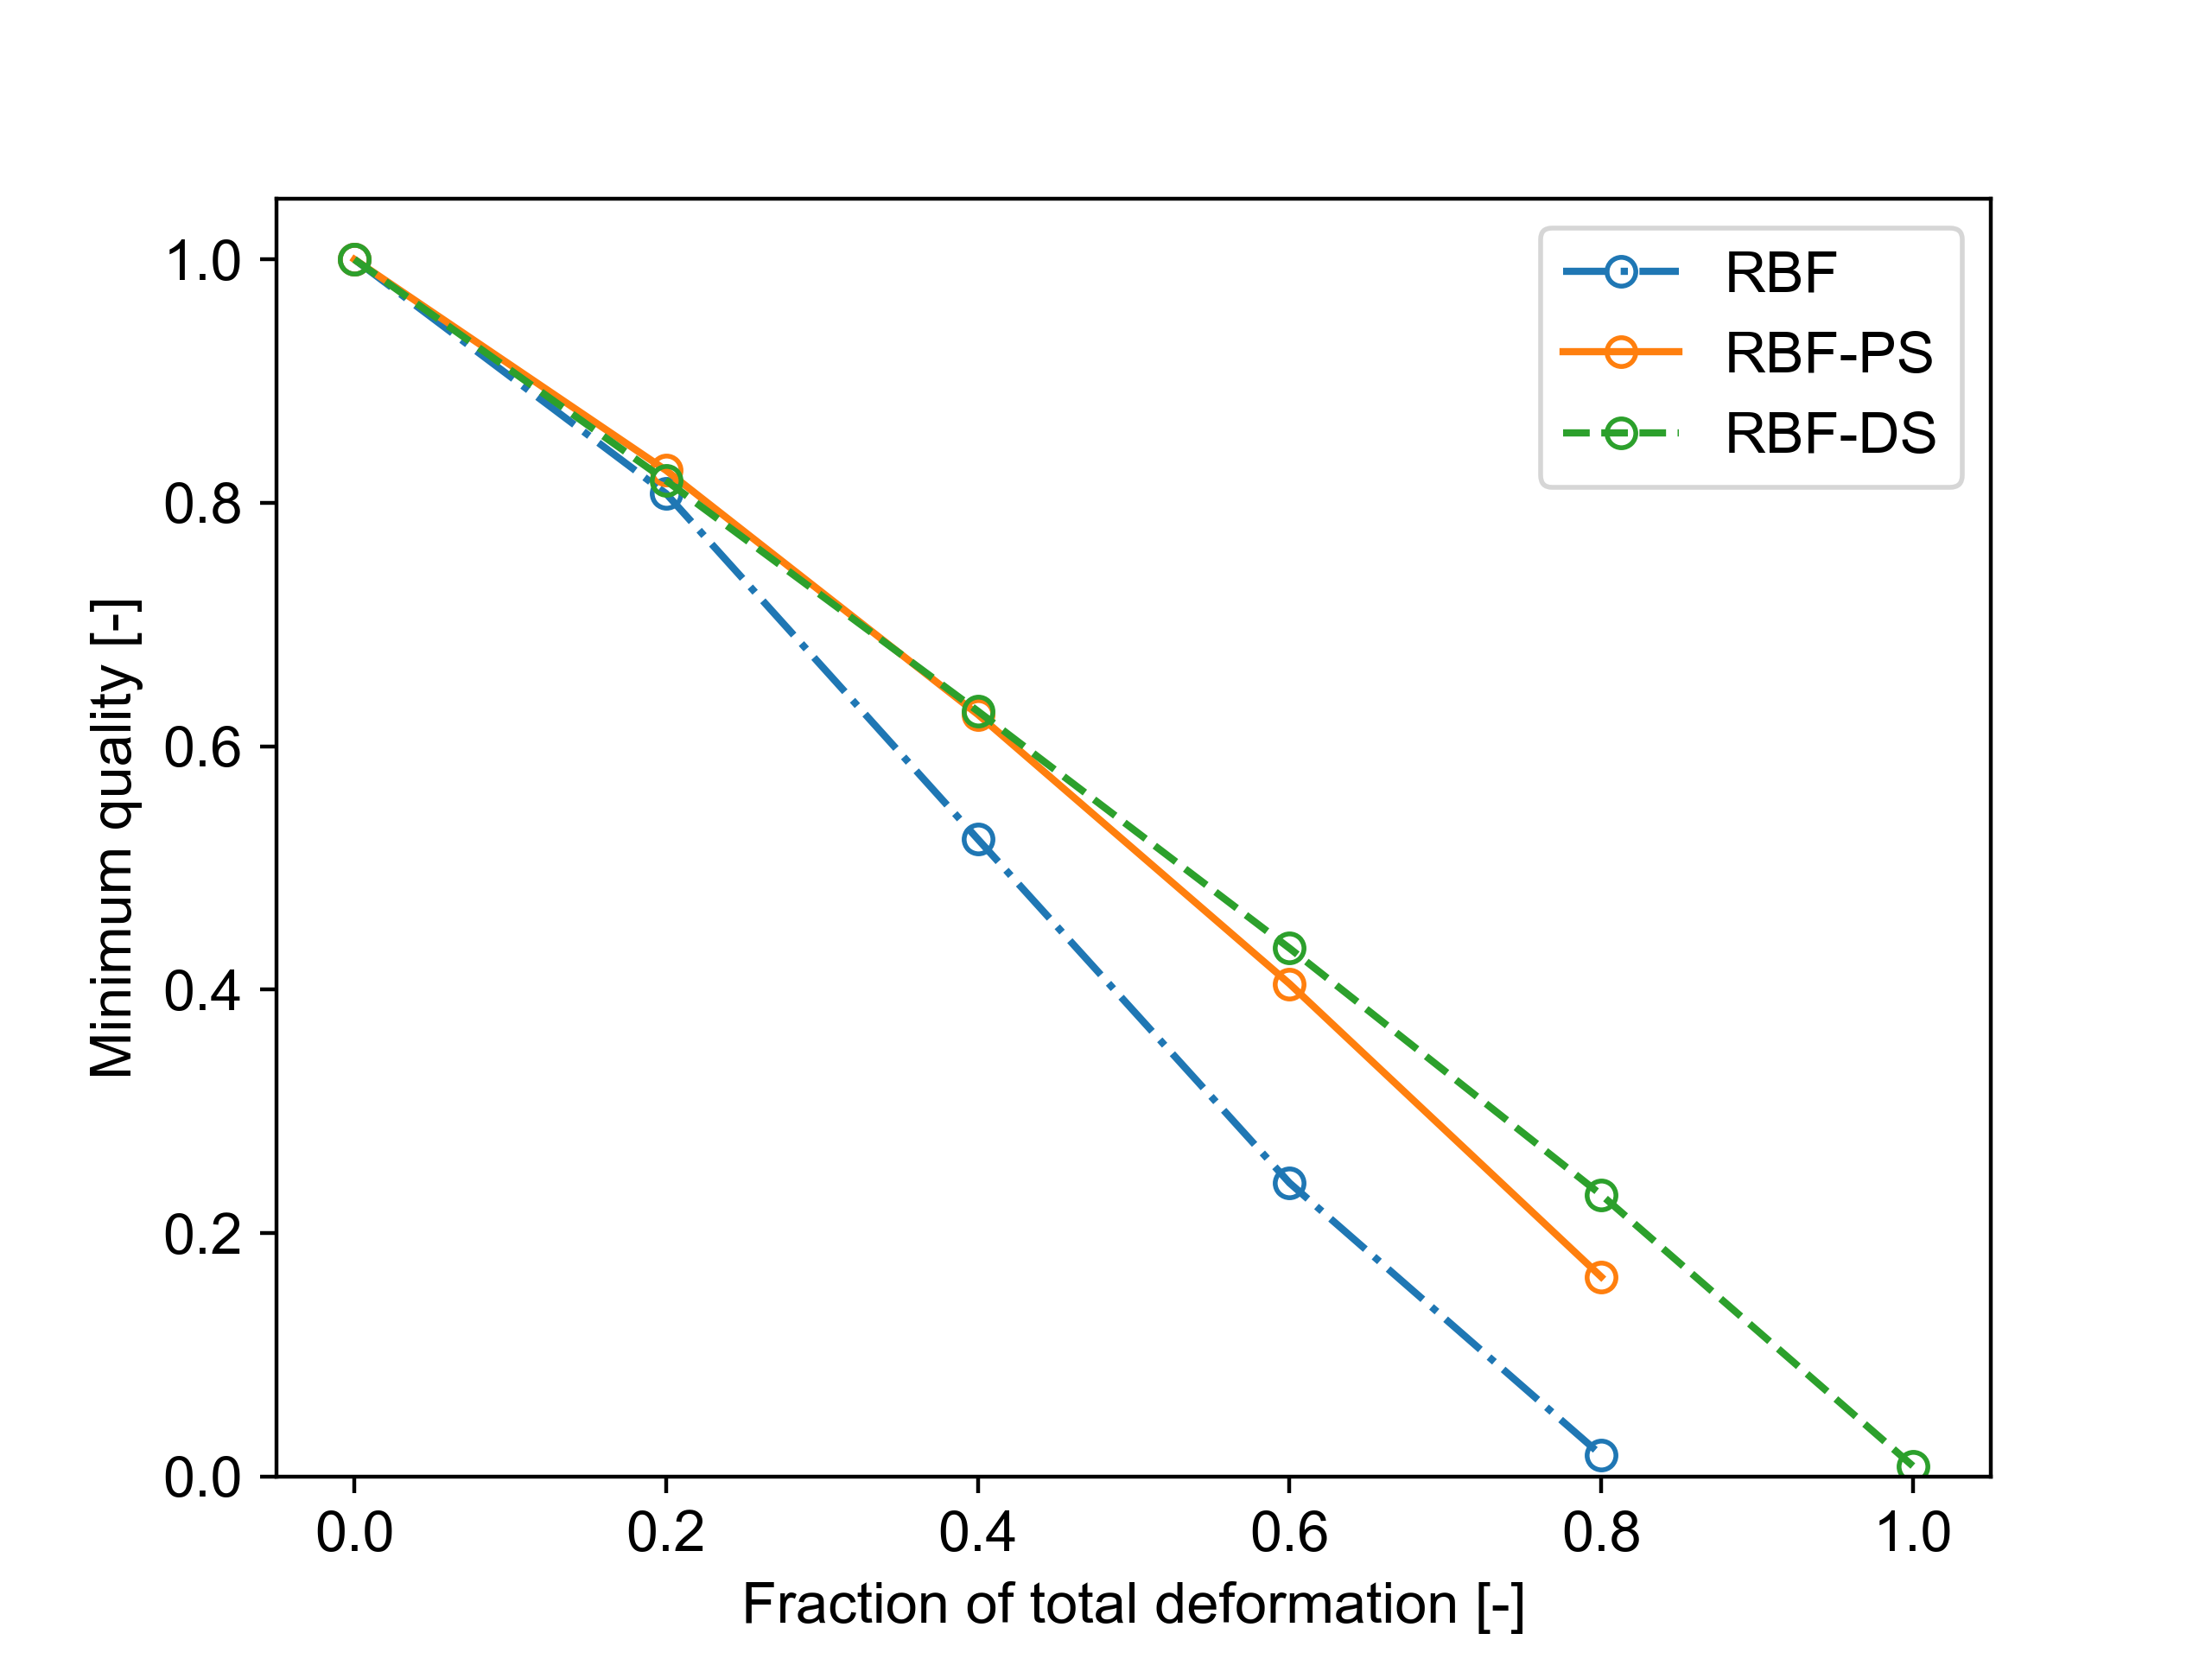 RBF
RBF-PS
RBF-DS
1.0
0.8
0.6
0.4
0.2
0.0
Minimum quality [-]
0.0 0.2 0.4 0.6 0.8 1.0
Fraction of total deformation [-]